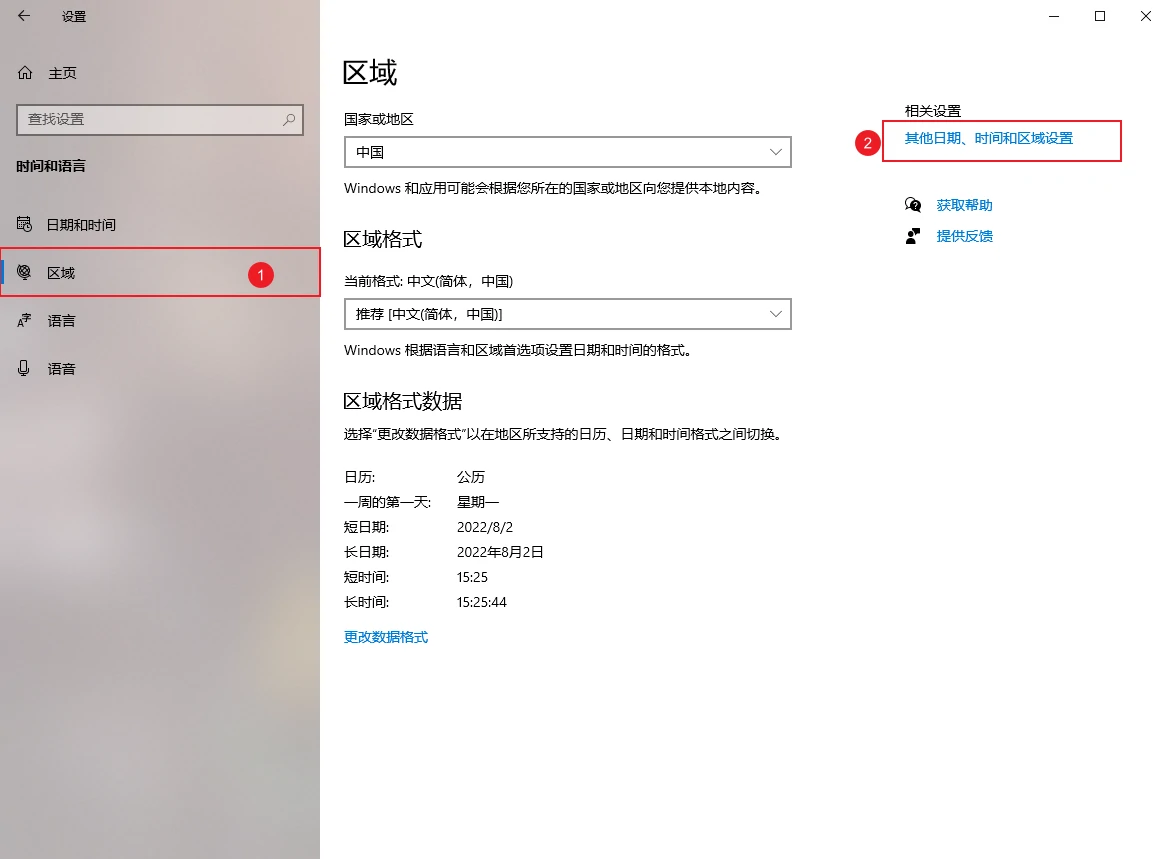 设置
主页
查找设置
时间和语言
日期和时间
区域
1
语言
语音
区域
国家或地区
中国
Windows 和应用可能会根据您所在的国家或地区向您提供本地内容。
区域格式
当前格式: 中文(简体，中国)
推荐 [中文(简体，中国)]
Windows 根据语言和区域首选项设置日期和时间的格式。
区域格式数据
选择"更改数据格式"以在地区所支持的日历、日期和时间格式之间切换。
日历: 公历
一周的第一天: 星期一
短日期: 2022/8/2
长日期: 2022年8月2日
短时间: 15:25
长时间: 15:25:44
更改数据格式
相关设置
2
其他日期、时间和区域设置
获取帮助
提供反馈